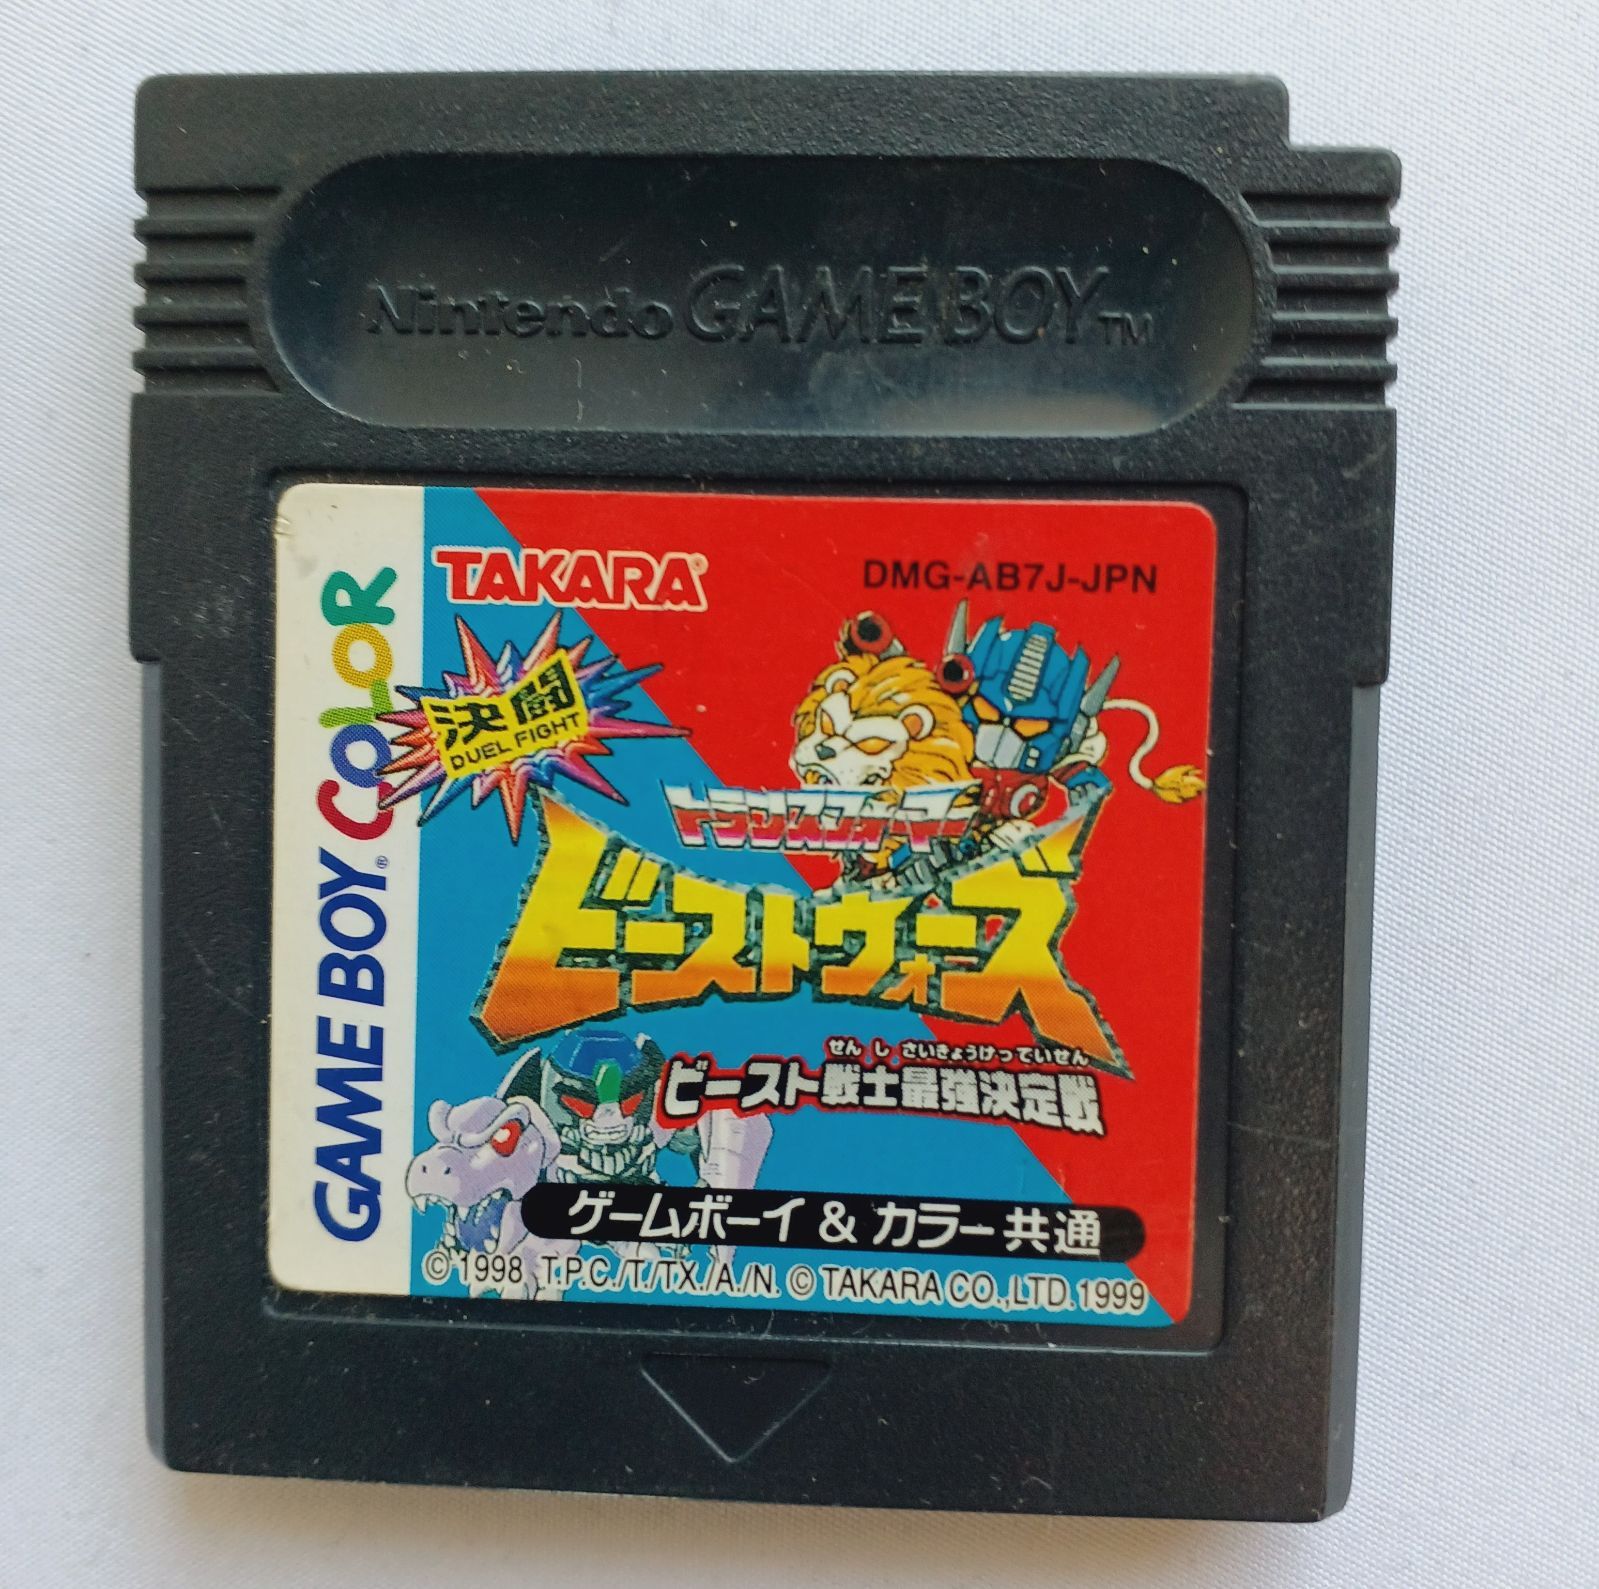 Nintendo GAME BOY TM
GAME BOY COLOR
TAKARA
DMG-AB7J-JPN
決闘
DUEL FIGHT
トランスフォーマー
ビーストウォーズ
せんしさいきょうけっていせん
ビースト戦士最強決定戦
ゲームボーイ & カラー共通
© 1998 T.P.C./T./TX./A./N. © TAKARA CO.,LTD.1999